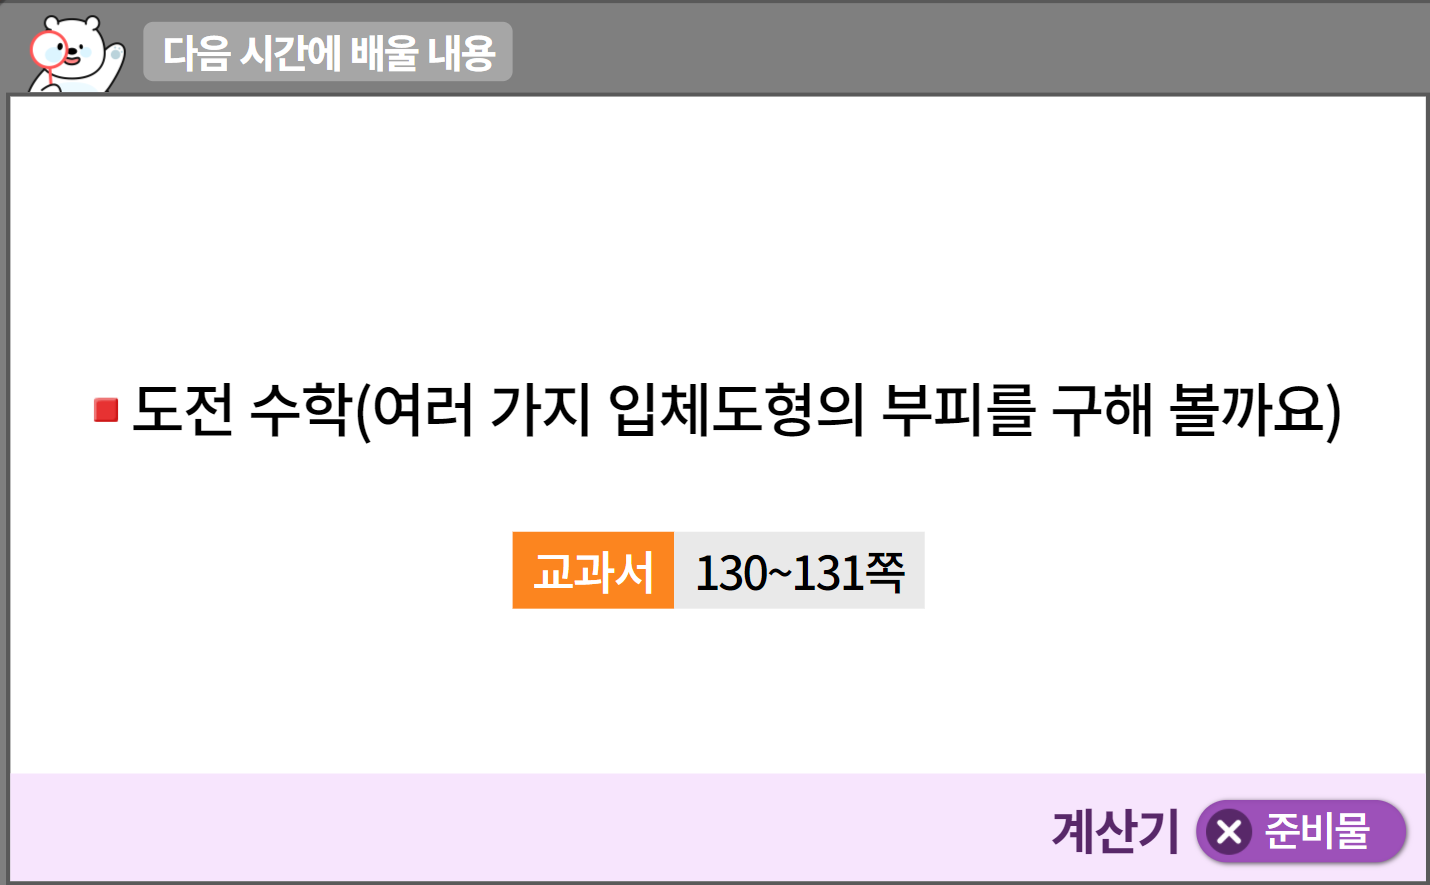 다음 시간에 배울 내용
도전 수학(여러 가지 입체도형의 부피를 구해 볼까요)
교과서 130~131쪽
계산기 준비물